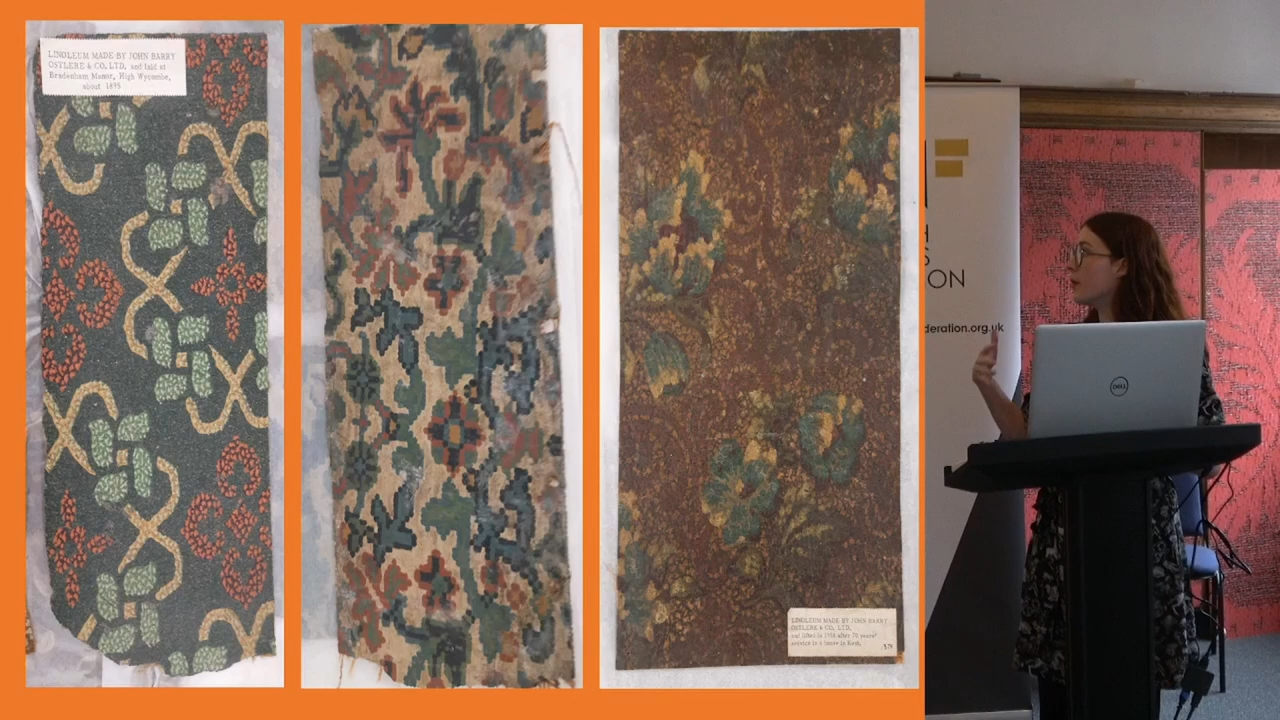 LINOLEUM MADE BY JOHN BARRY
OSTLERE & CO. LTD. and laid at
Bradenham Manor, High Wycombe,
about 1895
LINOLEUM MADE BY JOHN BARRY
OSTLERE & CO. LTD.
and lifted in 1954 after 70 years'
service in a house in Kent.
ON
deration.org.uk
DELL